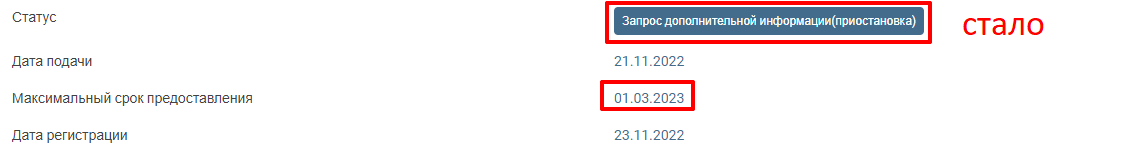 Статус Запрос дополнительной информации(приостановка) стало
Дата подачи 21.11.2022
Максимальный срок предоставления 01.03.2023
Дата регистрации 23.11.2022